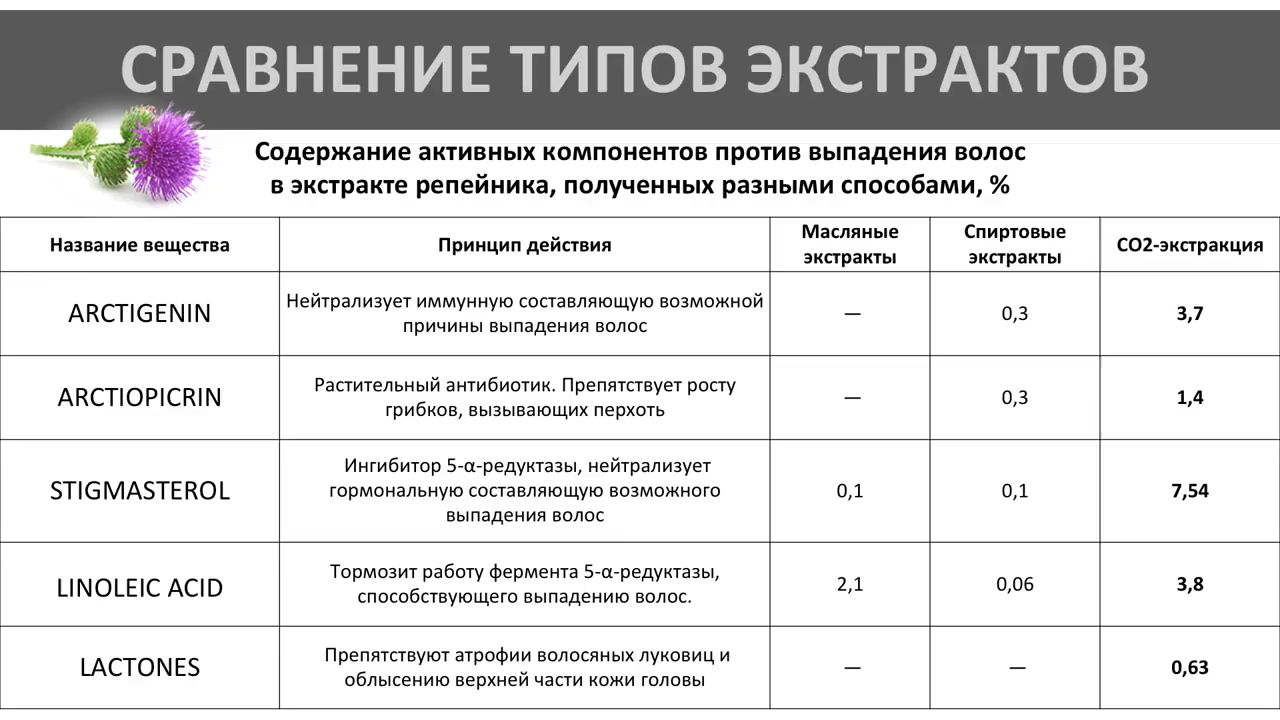 СРАВНЕНИЕ ТИПОВ ЭКСТРАКТОВ
Содержание активных компонентов против выпадения волос
в экстракте репейника, полученных разными способами, %
Название вещества
Принцип действия
Масляные
экстракты
Спиртовые
экстракты
СО2-экстракция
ARCTIGENIN
Нейтрализует иммунную составляющую возможной
причины выпадения волос
—
0,3
3,7
ARCTIOPICRIN
Растительный антибиотик. Препятствует росту
грибков, вызывающих перхоть
—
0,3
1,4
STIGMASTEROL
Ингибитор 5-α-редуктазы, нейтрализует
гормональную составляющую возможного
выпадения волос
0,1
0,1
7,54
LINOLEIC ACID
Тормозит работу фермента 5-α-редуктазы,
способствующего выпадению волос.
2,1
0,06
3,8
LACTONES
Препятствуют атрофии волосяных луковиц и
облысению верхней части кожи головы
—
—
0,63